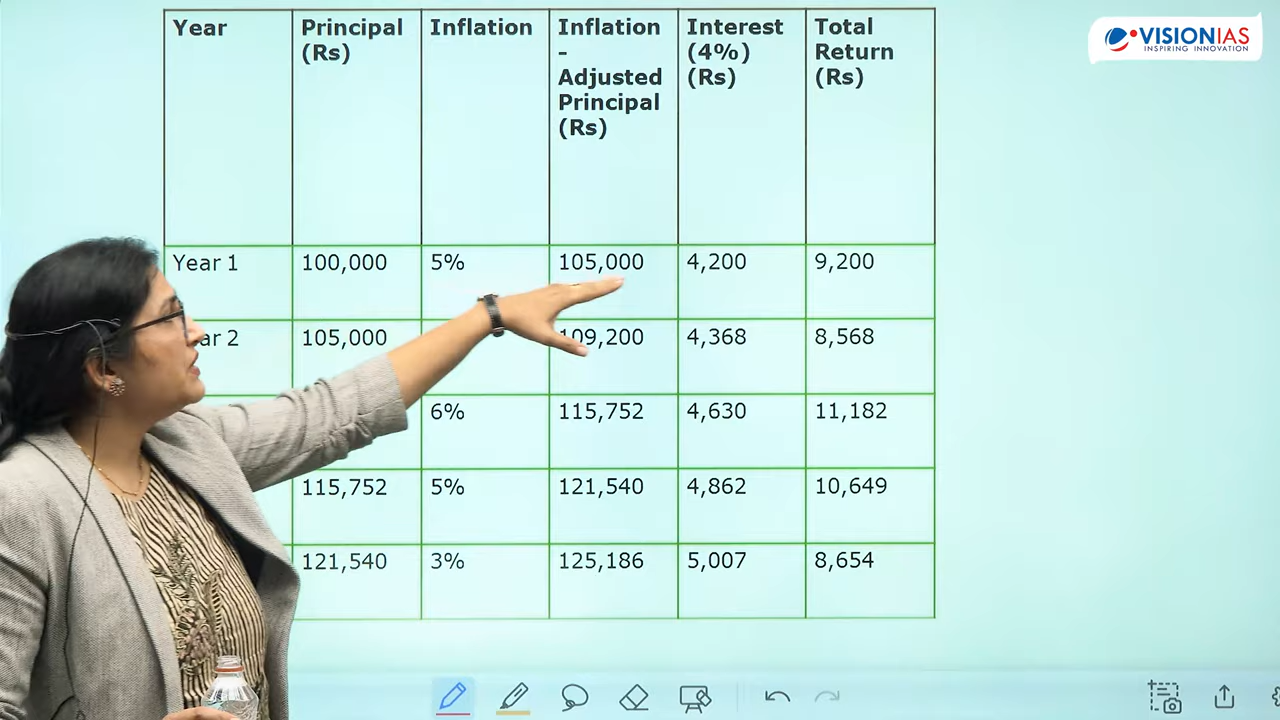 VISIONIAS
INSPIRING INNOVATION
Year Principal (Rs) Inflation Inflation - Adjusted Principal (Rs) Interest (4%) (Rs) Total Return (Rs)
Year 1 100,000 5% 105,000 4,200 9,200
2 105,000 109,200 4,368 8,568
6% 115,752 4,630 11,182
115,752 5% 121,540 4,862 10,649
121,540 3% 125,186 5,007 8,654